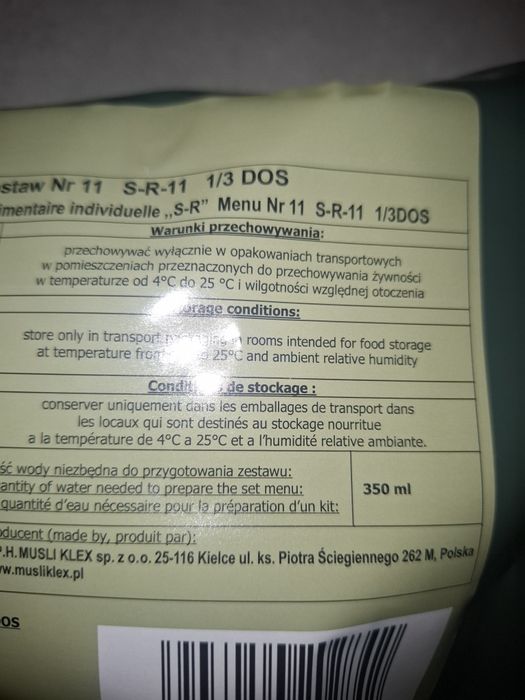 staw Nr 11 S-R-11 1/3 DOS
imentaire individuelle „S-R” Menu Nr 11 S-R-11 1/3DOS
Warunki przechowywania:
przechowywać wyłącznie w opakowaniach transportowych
w pomieszczeniach przeznaczonych do przechowywania żywności
w temperaturze od 4°C do 25 °C i wilgotności względnej otoczenia
orage conditions:
store only in transport rooms intended for food storage
at temperature from 25°C and ambient relative humidity
Condit de stockage :
conserver uniquement dans les emballages de transport dans
les locaux qui sont destinés au stockage nourritue
a la température de 4°C a 25°C et a l'humidité relative ambiante.
ść wody niezbędna do przygotowania zestawu:
antity of water needed to prepare the set menu:
quantité d'eau nécessaire pour la préparation d'un kit:
350 ml
oducent (made by, produit par):
P.H. MUSLI KLEX sp. z o.o. 25-116 Kielce ul. ks. Piotra Ściegiennego 262 M, Polska
w.musliklex.pl
OS